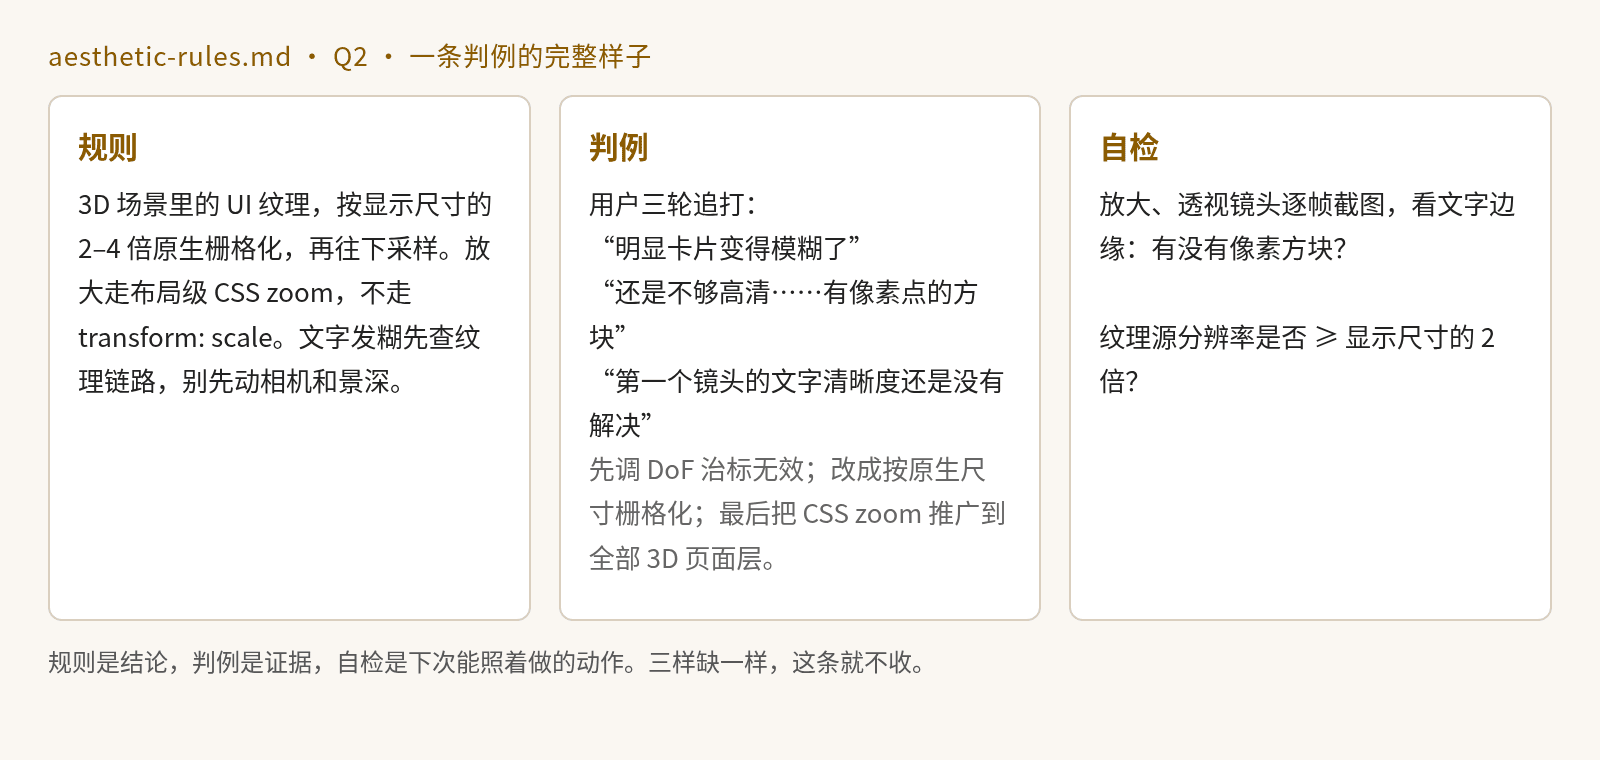 aesthetic-rules.md · Q2 · 一条判例的完整样子
规则
3D 场景里的 UI 纹理，按显示尺寸的
2–4 倍原生栅格化，再往下采样。放
大走布局级 CSS zoom，不走
transform: scale。文字发糊先查纹
理链路，别先动相机和景深。
判例
用户三轮追打：
“明显卡片变得模糊了”
“还是不够高清……有像素点的方
块”
“第一个镜头的文字清晰度还是没有
解决”
先调 DoF 治标无效；改成按原生尺
寸栅格化；最后把 CSS zoom 推广到
全部 3D 页面层。
自检
放大、透视镜头逐帧截图，看文字边
缘：有没有像素方块？
纹理源分辨率是否 ≥ 显示尺寸的 2
倍？
规则是结论，判例是证据，自检是下次能照着做的动作。三样缺一样，这条就不收。